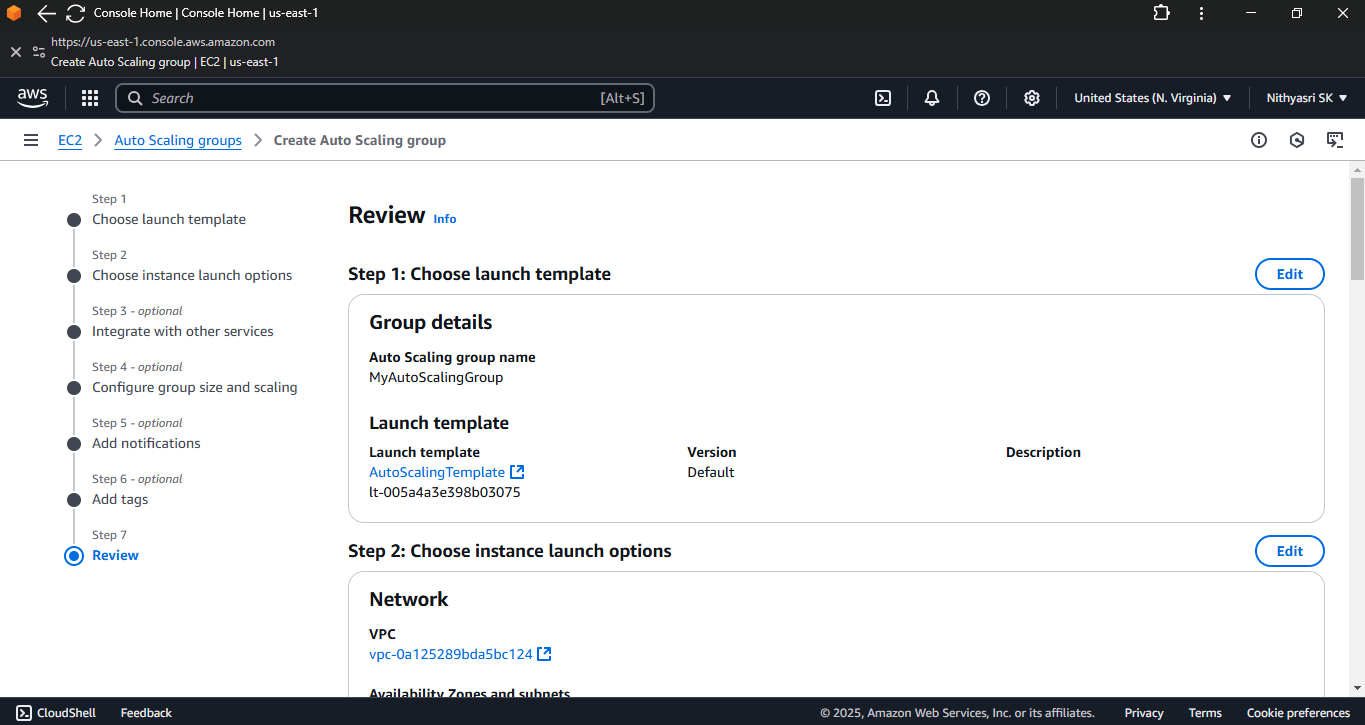 Console Home | Console Home | us-east-1
https://us-east-1.console.aws.amazon.com
Create Auto Scaling group | EC2 | us-east-1
aws
Search [Alt+S]
United States (N. Virginia)
Nithyasri SK
EC2 > Auto Scaling groups > Create Auto Scaling group
Step 1
Choose launch template
Step 2
Choose instance launch options
Step 3 - optional
Integrate with other services
Step 4 - optional
Configure group size and scaling
Step 5 - optional
Add notifications
Step 6 - optional
Add tags
Step 7
Review
Review Info
Step 1: Choose launch template
Edit
Group details
Auto Scaling group name
MyAutoScalingGroup
Launch template
Launch template Version Description
AutoScalingTemplate Default
lt-005a4a3e398b03075
Step 2: Choose instance launch options
Edit
Network
VPC
vpc-0a125289bda5bc124
Availability Zones and subnets
CloudShell Feedback © 2025, Amazon Web Services, Inc. or its affiliates. Privacy Terms Cookie preferences